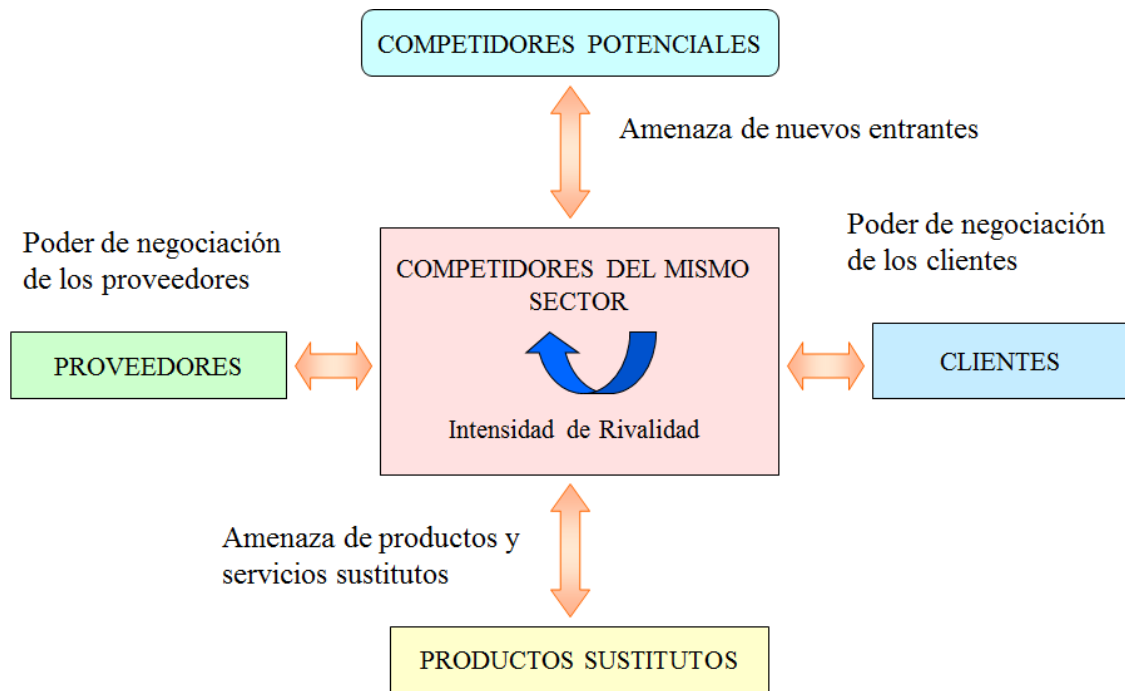 COMPETIDORES POTENCIALES
Amenaza de nuevos entrantes
Poder de negociación
de los proveedores
Poder de negociación
de los clientes
COMPETIDORES DEL MISMO
SECTOR
PROVEEDORES
CLIENTES
Intensidad de Rivalidad
Amenaza de productos y
servicios sustitutos
PRODUCTOS SUSTITUTOS